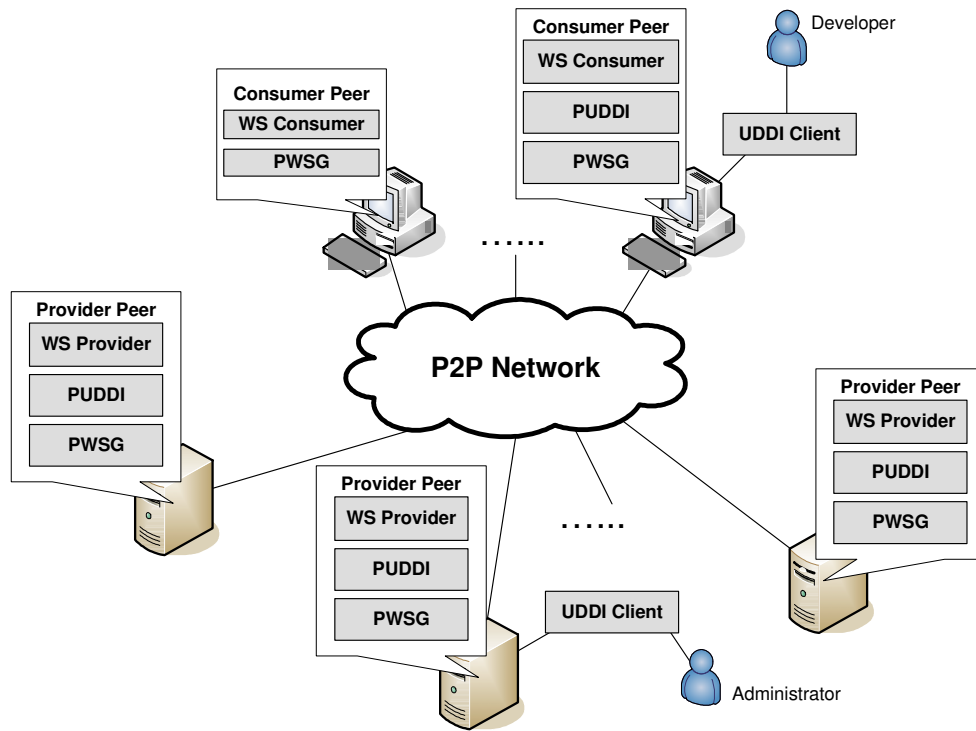 Consumer Peer
WS Consumer
PUDDI
PWSG
Developer
UDDI Client
Consumer Peer
WS Consumer
PWSG
......
P2P Network
Provider Peer
WS Provider
PUDDI
PWSG
Provider Peer
WS Provider
PUDDI
PWSG
Provider Peer
WS Provider
PUDDI
PWSG
......
UDDI Client
Administrator